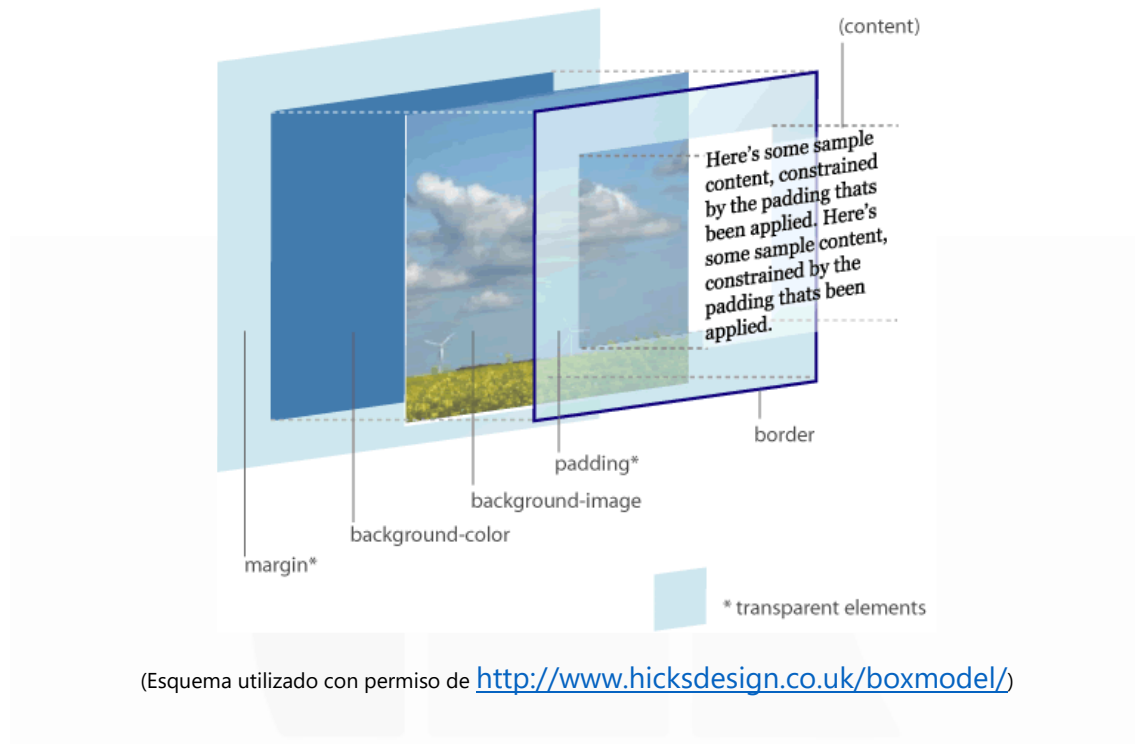 (content)
Here's some sample
content, constrained
by the padding thats
been applied. Here's
some sample content,
constrained by the
padding thats been
applied.
border
padding*
background-image
background-color
margin*
* transparent elements
(Esquema utilizado con permiso de http://www.hicksdesign.co.uk/boxmodel/)